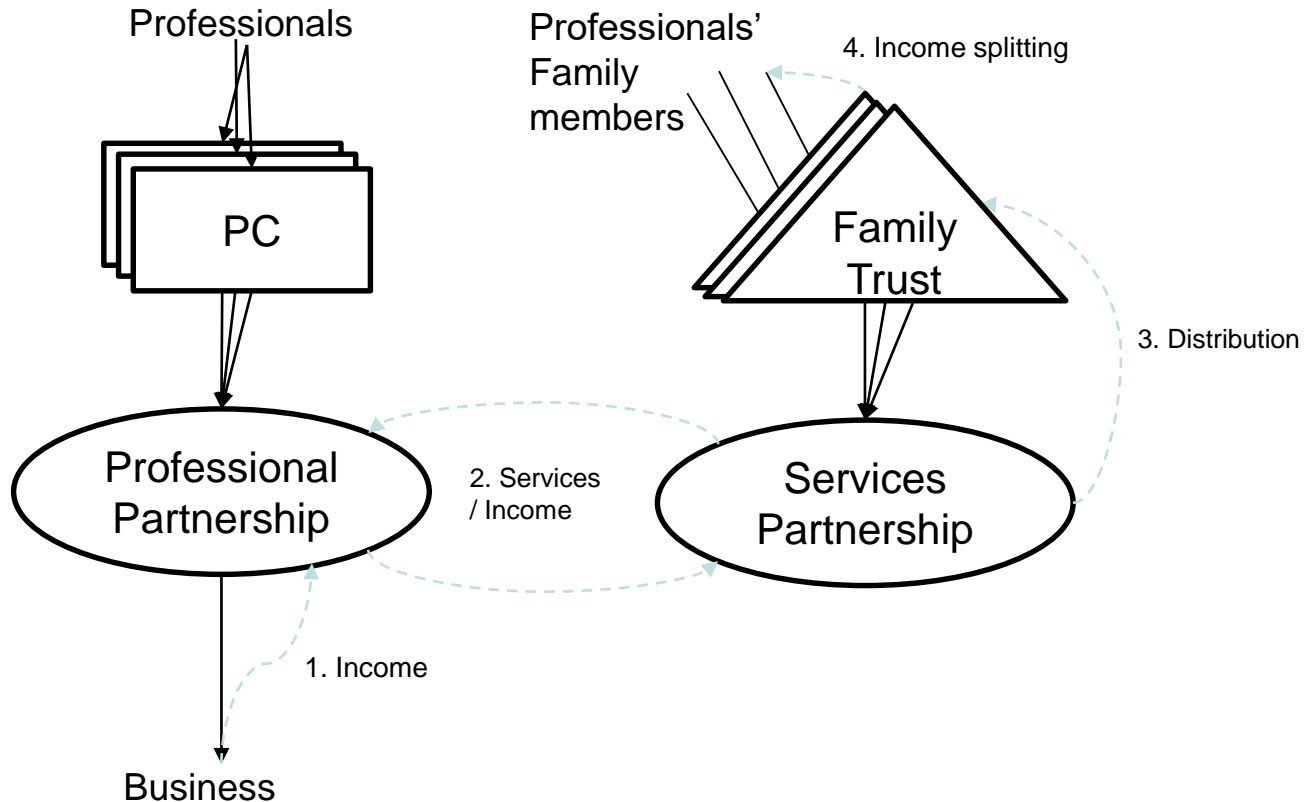 Professionals
Professionals’
Family
members
4. Income splitting
PC
Family
Trust
3. Distribution
Professional
Partnership
2. Services
/ Income
Services
Partnership
1. Income
Business